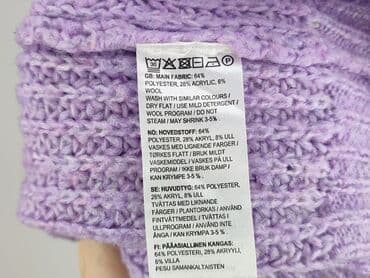 GB: MAIN FABRIC: 64%
POLYESTER, 28% ACRYLIC, 8%
WOOL
WASH WITH SIMILAR COLOURS /
DRY FLAT / USE MILD DETERGENT /
WOOL PROGRAM / DO NOT
STEAM / MAY SHRINK 3-5% .
NO: HOVEDSTOFF: 64%
POLYESTER, 28% AKRYL, 8% ULL
VASKES MED LIGNENDE FARGER /
TØRKES FLATT / BRUK MILDT
VASKEMIDDEL / VASKES PÅ ULL
PROGRAM / IKKE BRUK DAMP /
KAN KRYMPE 3-5% .
SE: HUVUDTYG: 64% POLYESTER,
28% AKRYL, 8% ULL
TVÄTTAS MED LIKNANDE
FÄRGER / PLANTORKAS / ANVÄND
FINTVÄTTMEDEL / TVÄTTAS I
ULLPROGRAM / ANVÄND INTE
ÅNGA / KAN KRYMPA 3-5% .
FI: PÄÄASIALLINEN KANGAS:
64% POLYESTERI, 28% AKRYYLI,
8% VILLA
PESU SAMANKALTAISTEN